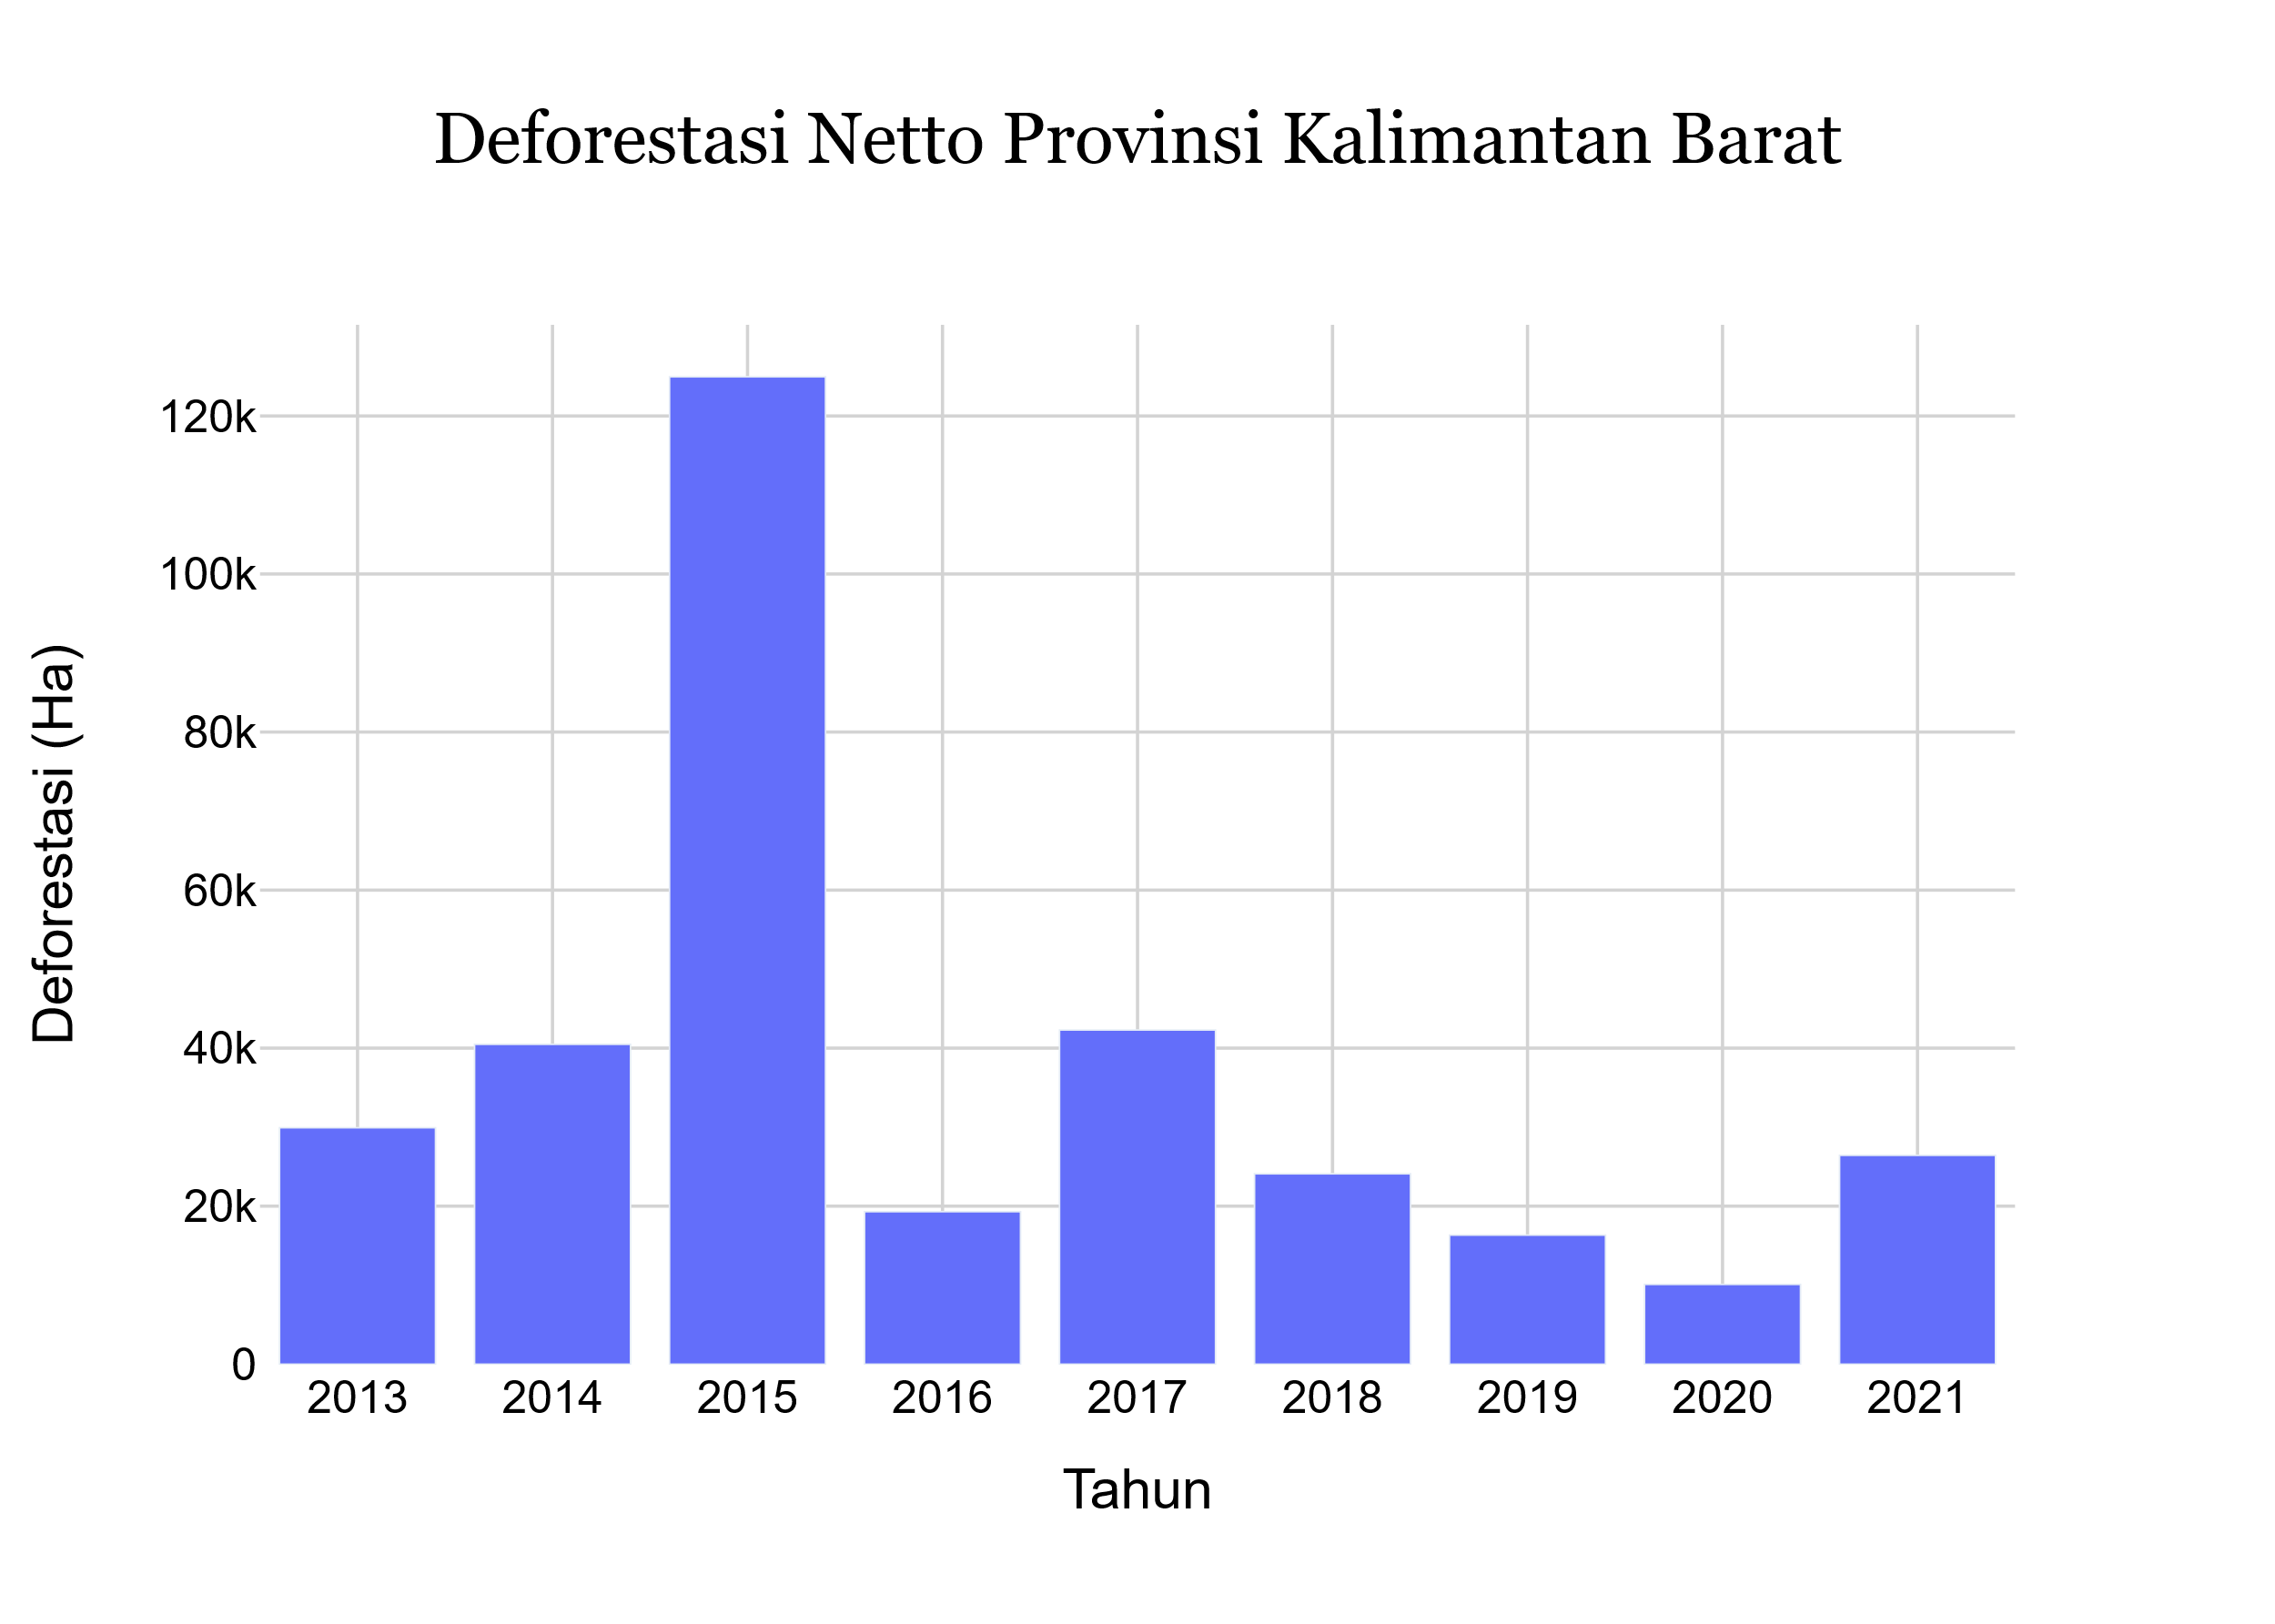 Deforestasi Netto Provinsi Kalimantan Barat
120k
100k
80k
60k
40k
20k
0
Deforestasi (Ha)
2013 2014 2015 2016 2017 2018 2019 2020 2021
Tahun